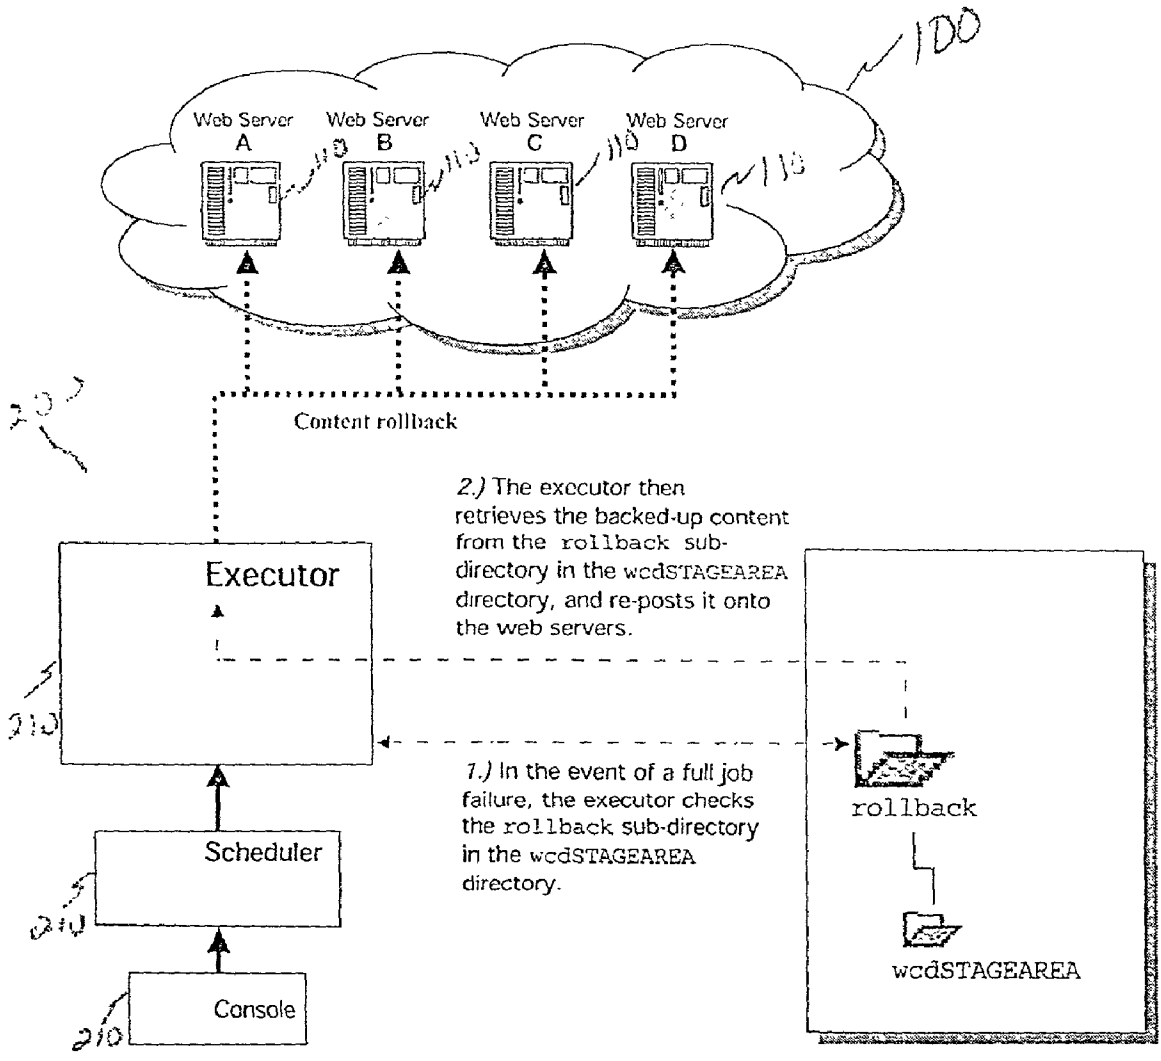 100
Web Server
A
Web Server
B
Web Server
C
Web Server
D
110
110
110
110
Content rollback
20
2.) The executor then
retrieves the backed-up content
from the rollback sub-
directory in the wcdSTAGEAREA
directory, and re-posts it onto
the web servers.
Executor
210
1.) In the event of a full job
failure, the executor checks
the rollback sub-directory
in the wcdSTAGEAREA
directory.
rollback
Scheduler
210
wcdSTAGEAREA
Console
210